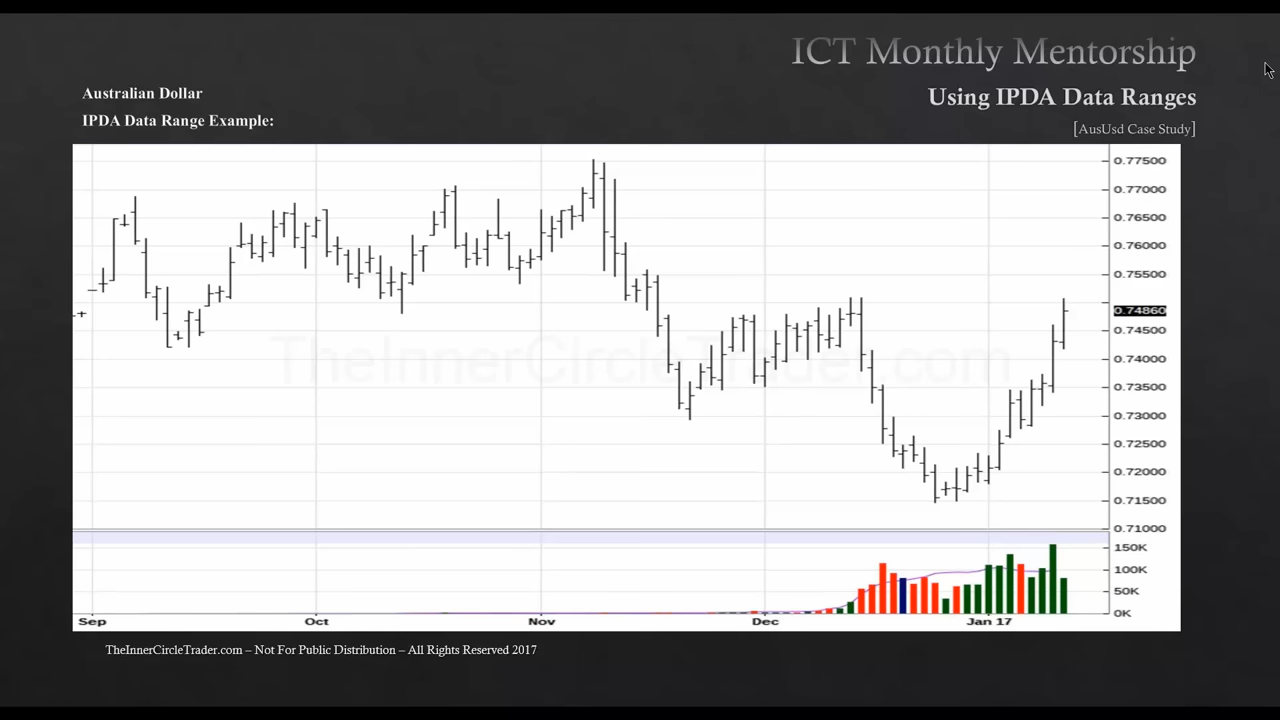 ICT Monthly Mentorship
Australian Dollar
Using IPDA Data Ranges
IPDA Data Range Example:
[AusUsd Case Study]
0.77500
0.77000
0.76500
0.76000
0.75500
0.74860
0.74500
0.74000
TheInnerCircleTrader.com
0.73500
0.73000
0.72500
0.72000
0.71500
0.71000
150K
100K
50K
0K
Sep Oct Nov Dec Jan 17
TheInnerCircleTrader.com – Not For Public Distribution – All Rights Reserved 2017